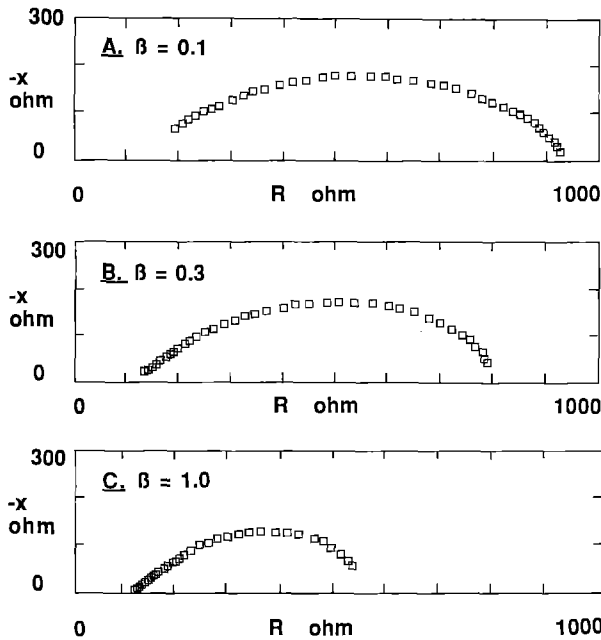 300
A. ß = 0.1
-x
ohm
0
0 R ohm 1000
300
B. ß = 0.3
-x
ohm
0
0 R ohm 1000
300
C. ß = 1.0
-x
ohm
0
0 R ohm 1000